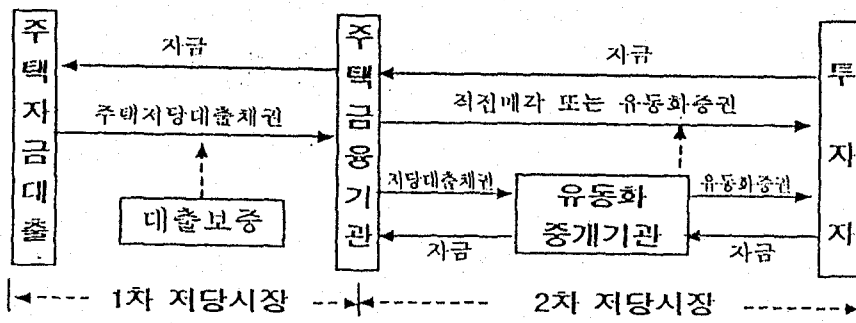 주택자금대출
자금
주택저당대출채권
대출보증
주택금융기관
자금
직접매각 또는 유동화증권
저당대출채권
자금
유동화
중개기관
유동화증권
자금
투자자
1차 저당시장
2차 저당시장